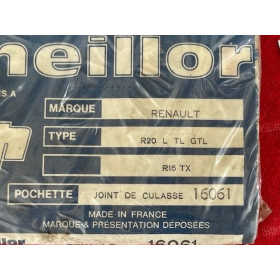 neillor
S A
MARQUE RENAULT
TYPE R20 L TL GTL
R16 TX
POCHETTE JOINT DE CULASSE 16061
MADE IN FRANCE
MARQUE & PRÉSENTATION DÉPOSÉES
16061